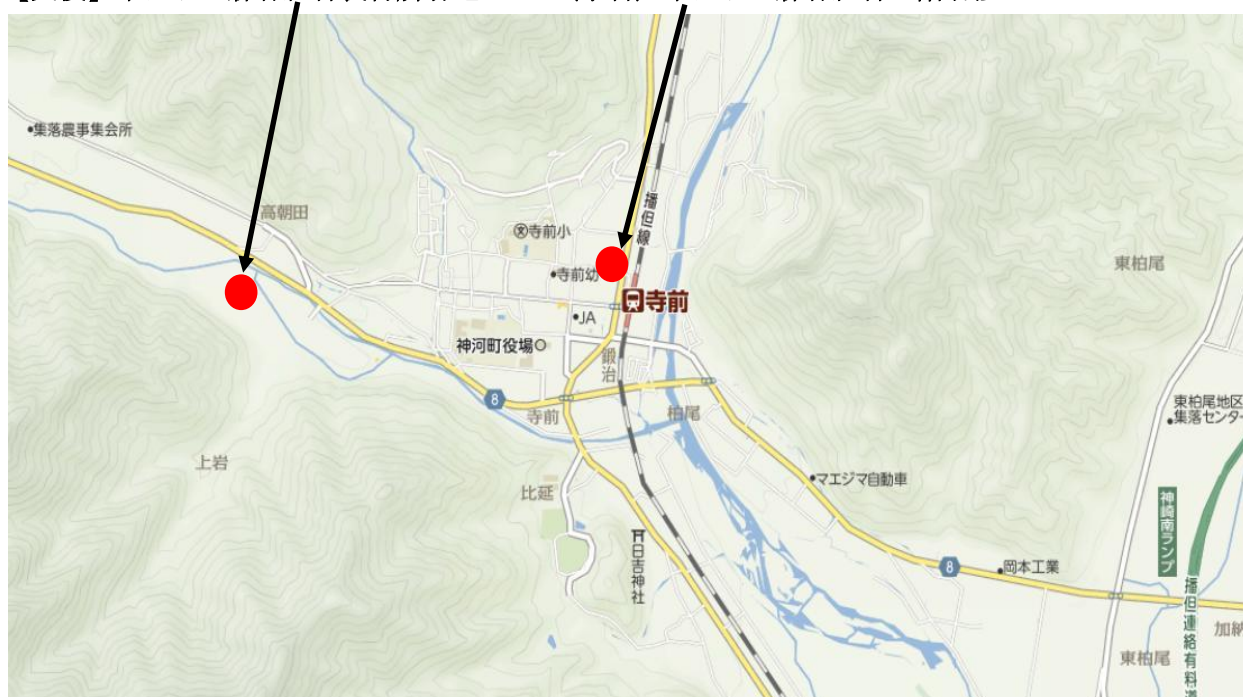 ・集落農事集会所
高朝田
播但線
寺前小
・寺前幼
東柏尾
寺前
・JA
神河町役場
鍛治
8
寺前
柏尾
東柏尾地区
・集落センター
上岩
・マエジマ自動車
比延
神崎南ランプ
日吉神社
8
・岡本工業
播但連絡有料道
加納
東柏尾